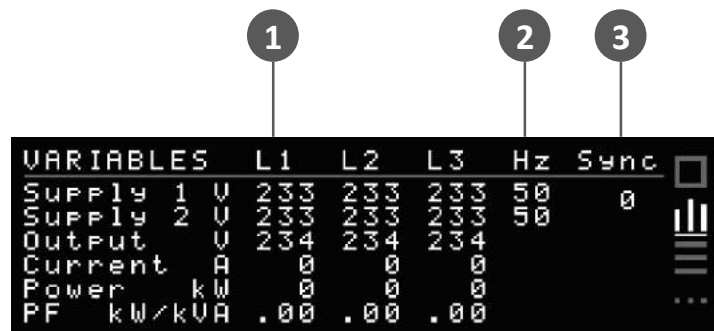 1 2 3
VARIABLES L1 L2 L3 Hz Sync
Supply 1 V 233 233 233 50 0
Supply 2 V 233 233 233 50
Output V 234 234 234
Current A 0 0 0
Power kW 0 0 0
PF kW/kVA .00 .00 .00
...